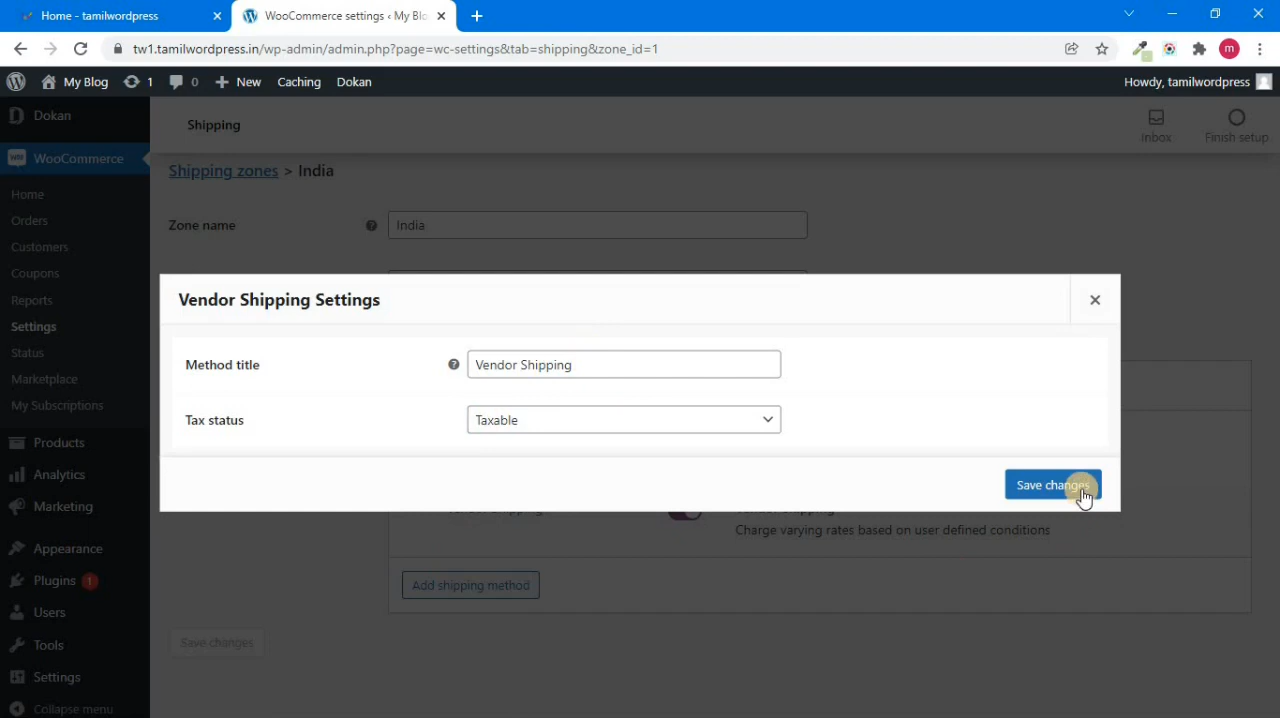 Home - tamilwordpress
WooCommerce settings ‹ My Blo
tw1.tamilwordpress.in/wp-admin/admin.php?page=wc-settings&tab=shipping&zone_id=1
m
My Blog
1
0
New
Caching
Dokan
Howdy, tamilwordpress
Dokan
WooCommerce
Home
Orders
Customers
Coupons
Reports
Settings
Status
Marketplace
My Subscriptions
Products
Analytics
Marketing
Appearance
Plugins 1
Users
Tools
Settings
Collapse menu
Shipping
Inbox
Finish setup
Shipping zones > India
Zone name
India
Vendor Shipping Settings
Method title
Vendor Shipping
Tax status
Taxable
Save changes
Charge varying rates based on user defined conditions
Add shipping method
Save changes